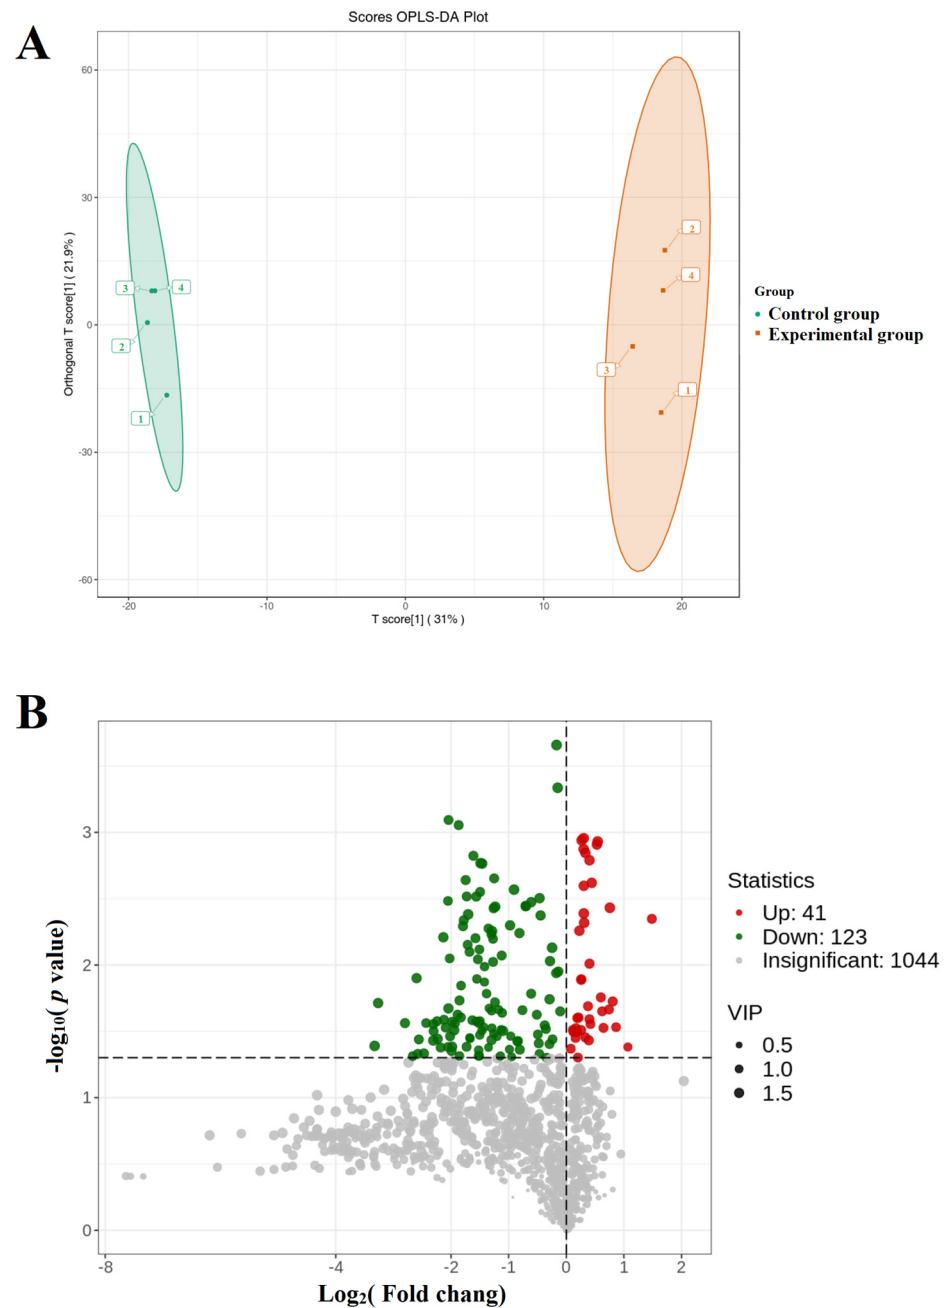 A
Scores OPLS-DA Plot
60
30
0
-30
-60
Orthogonal T score[1] ( 21.9% )
3
4
2
1
2
4
3
1
-20
-10
0
10
20
T score[1] ( 31% )
Group
Control group
Experimental group
B
3
2
1
0
-log₁₀( p value)
-8
-4
-2
-1
0
1
2
Log₂( Fold chang)
Statistics
Up: 41
Down: 123
Insignificant: 1044
VIP
0.5
1.0
1.5